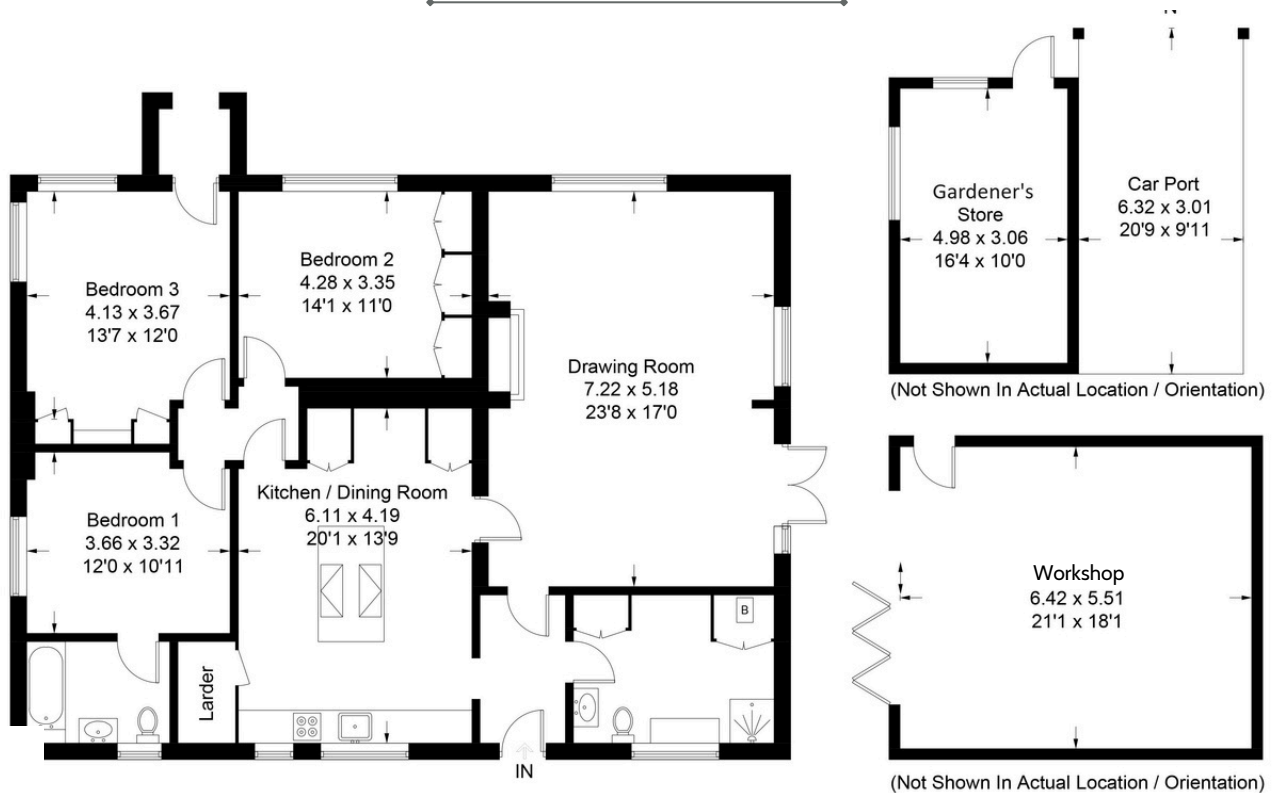 Bedroom 3
4.13 x 3.67
13'7 x 12'0
Bedroom 2
4.28 x 3.35
14'1 x 11'0
Drawing Room
7.22 x 5.18
23'8 x 17'0
Gardener's
Store
4.98 x 3.06
16'4 x 10'0
Car Port
6.32 x 3.01
20'9 x 9'11
(Not Shown In Actual Location / Orientation)
Bedroom 1
3.66 x 3.32
12'0 x 10'11
Kitchen / Dining Room
6.11 x 4.19
20'1 x 13'9
Larder
B
IN
Workshop
6.42 x 5.51
21'1 x 18'1
(Not Shown In Actual Location / Orientation)